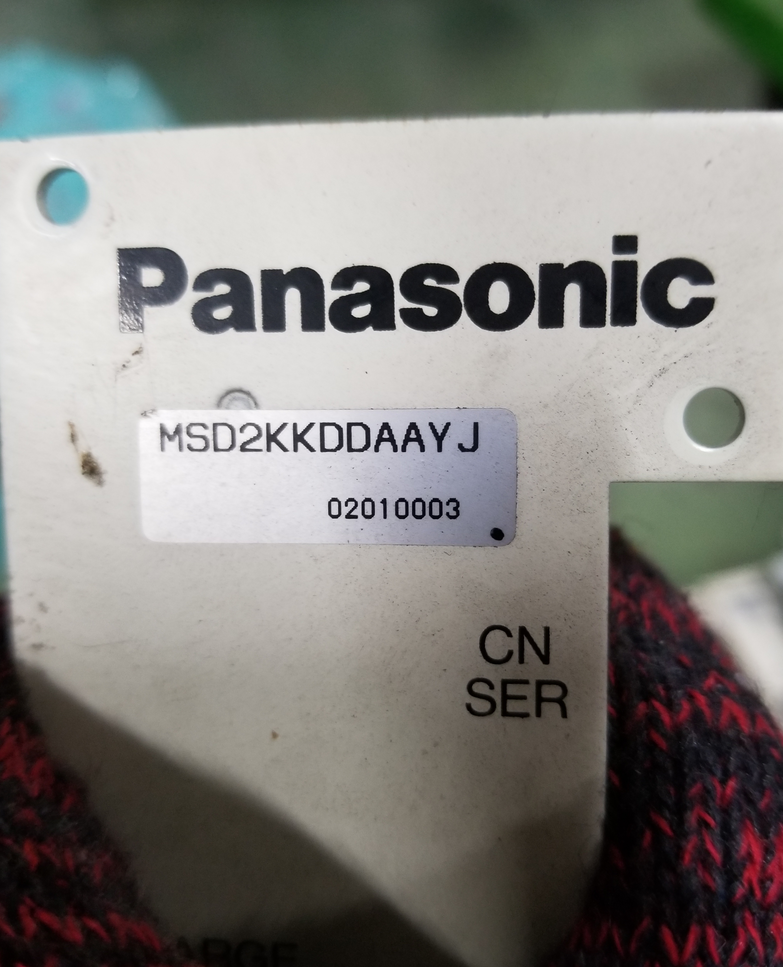 Panasonic
MSD2KKDDAAYJ
02010003
CN
SER